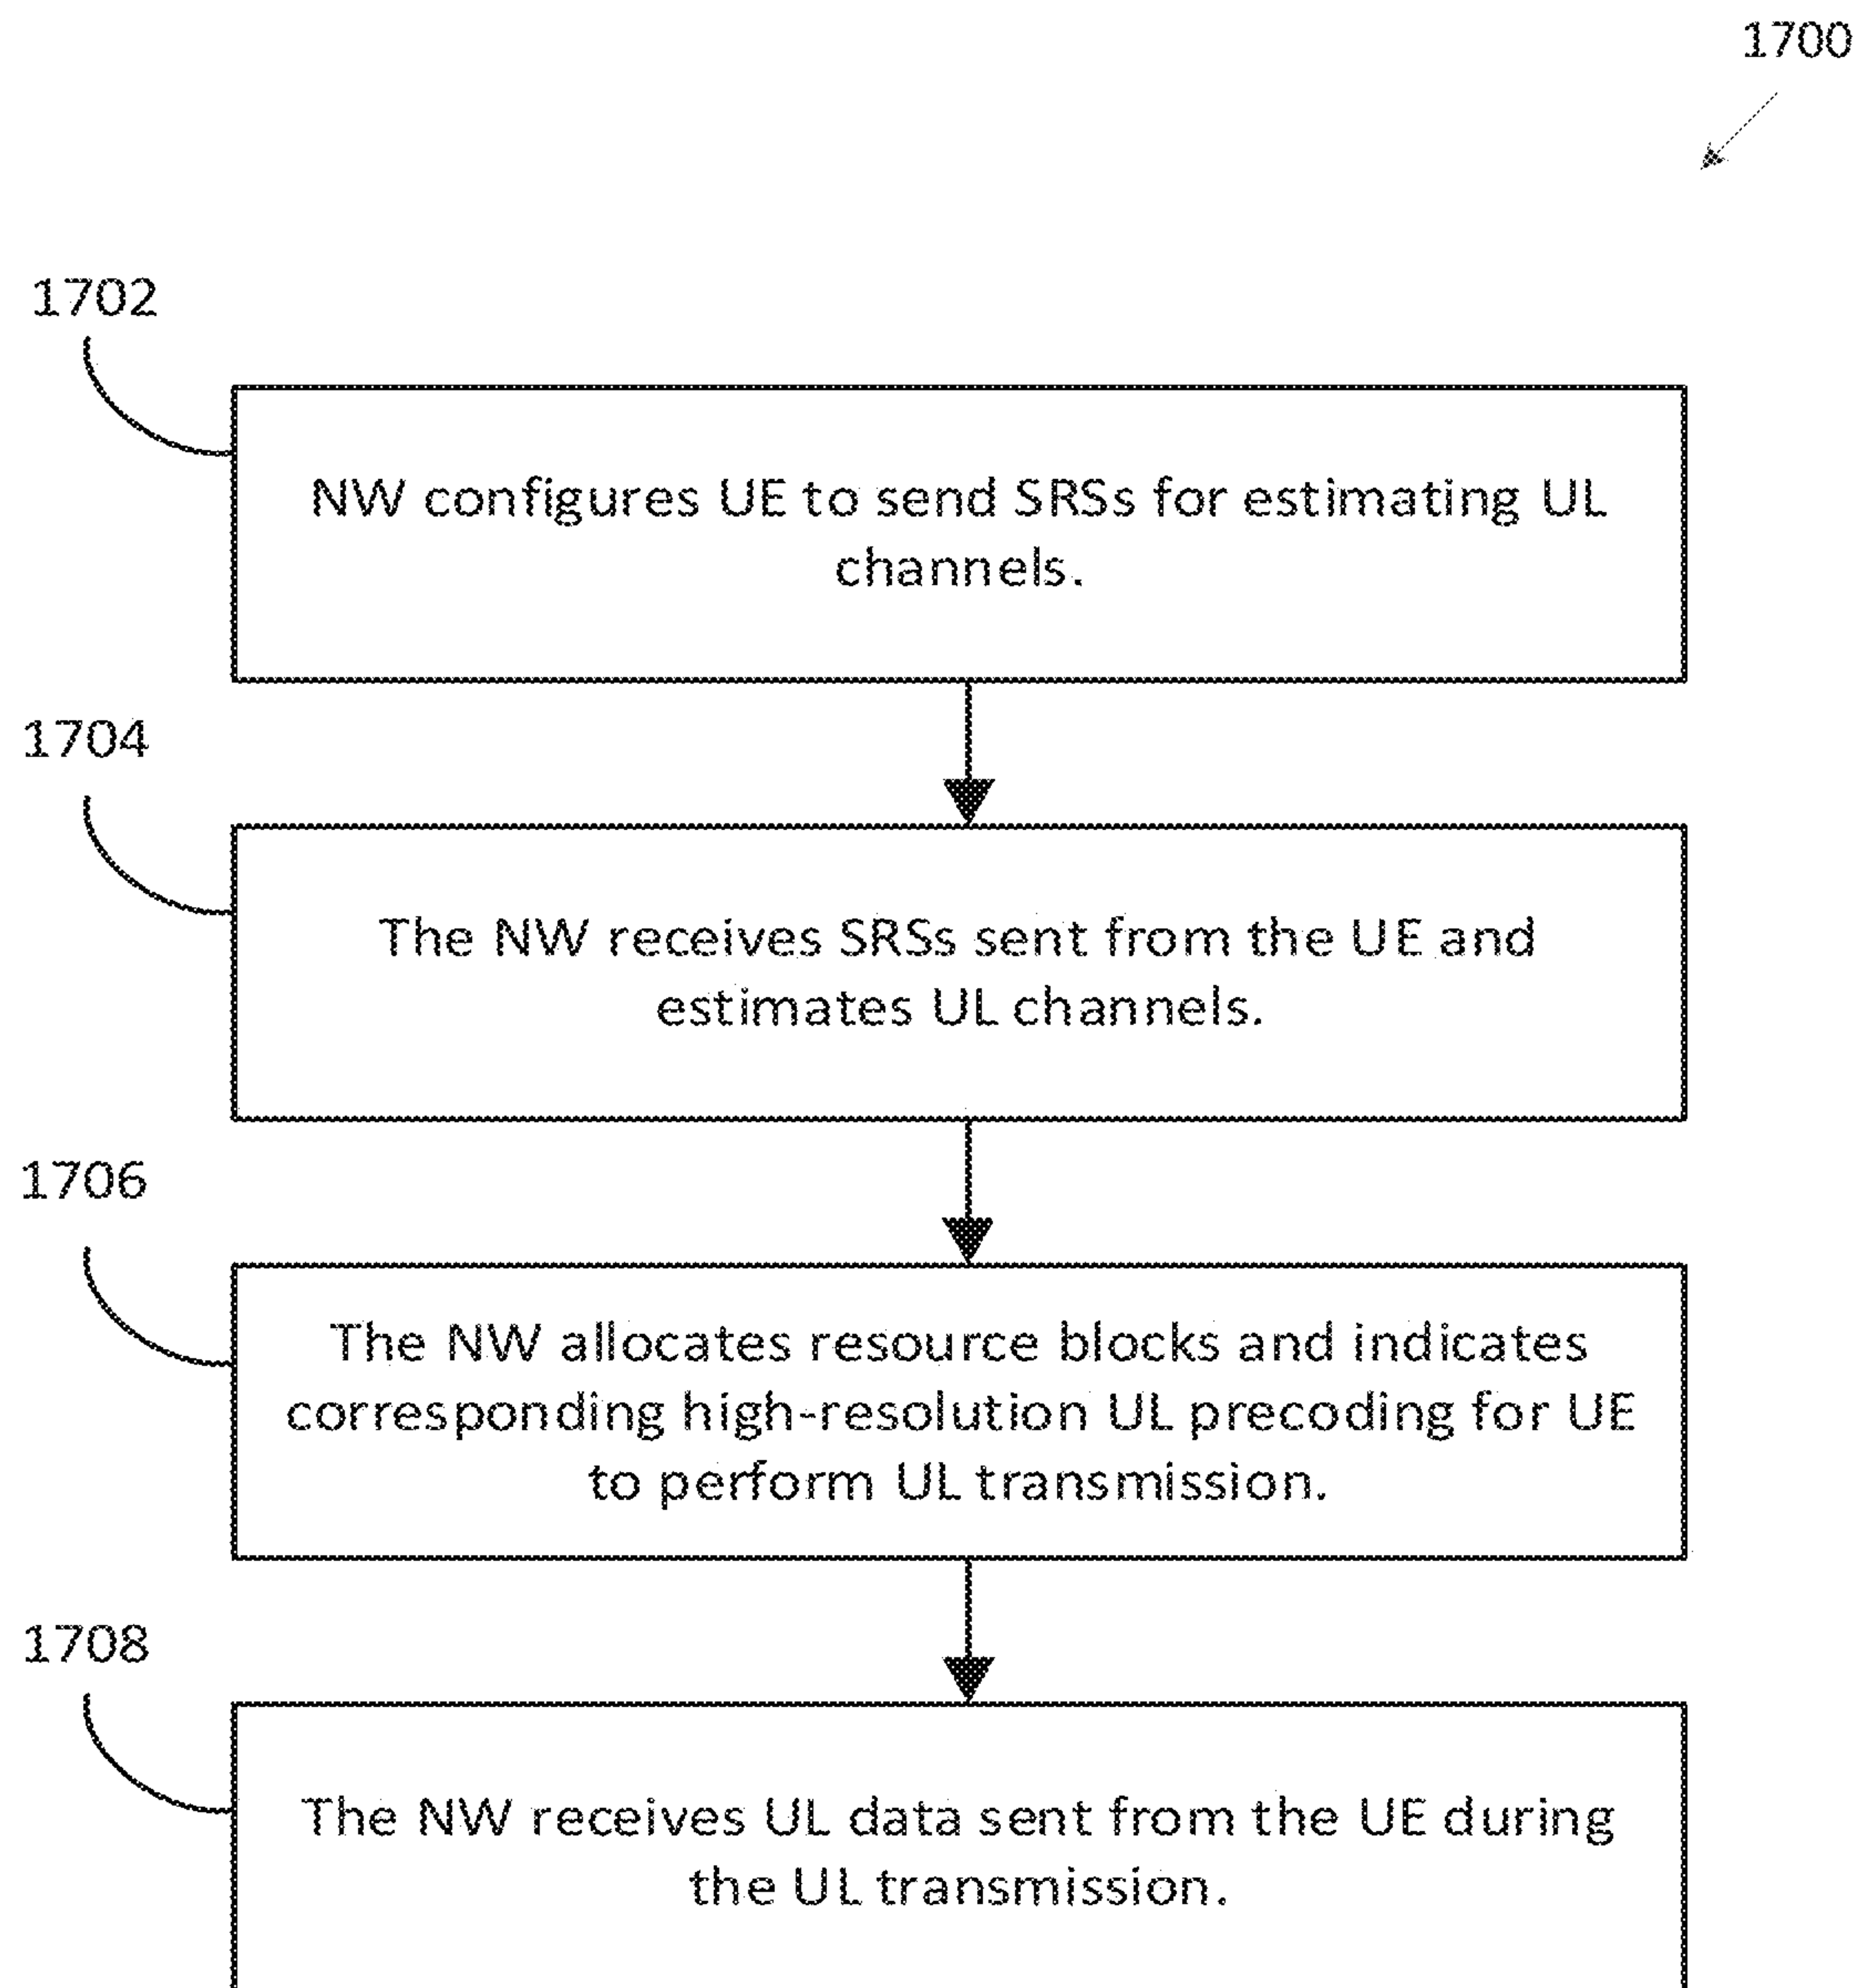 1700
1702
NW configures UE to send SRSs for estimating UL
channels.
1704
The NW receives SRSs sent from the UE and
estimates UL channels.
1706
The NW allocates resource blocks and indicates
corresponding high-resolution UL precoding for UE
to perform UL transmission.
1708
The NW receives UL data sent from the UE during
the UL transmission.